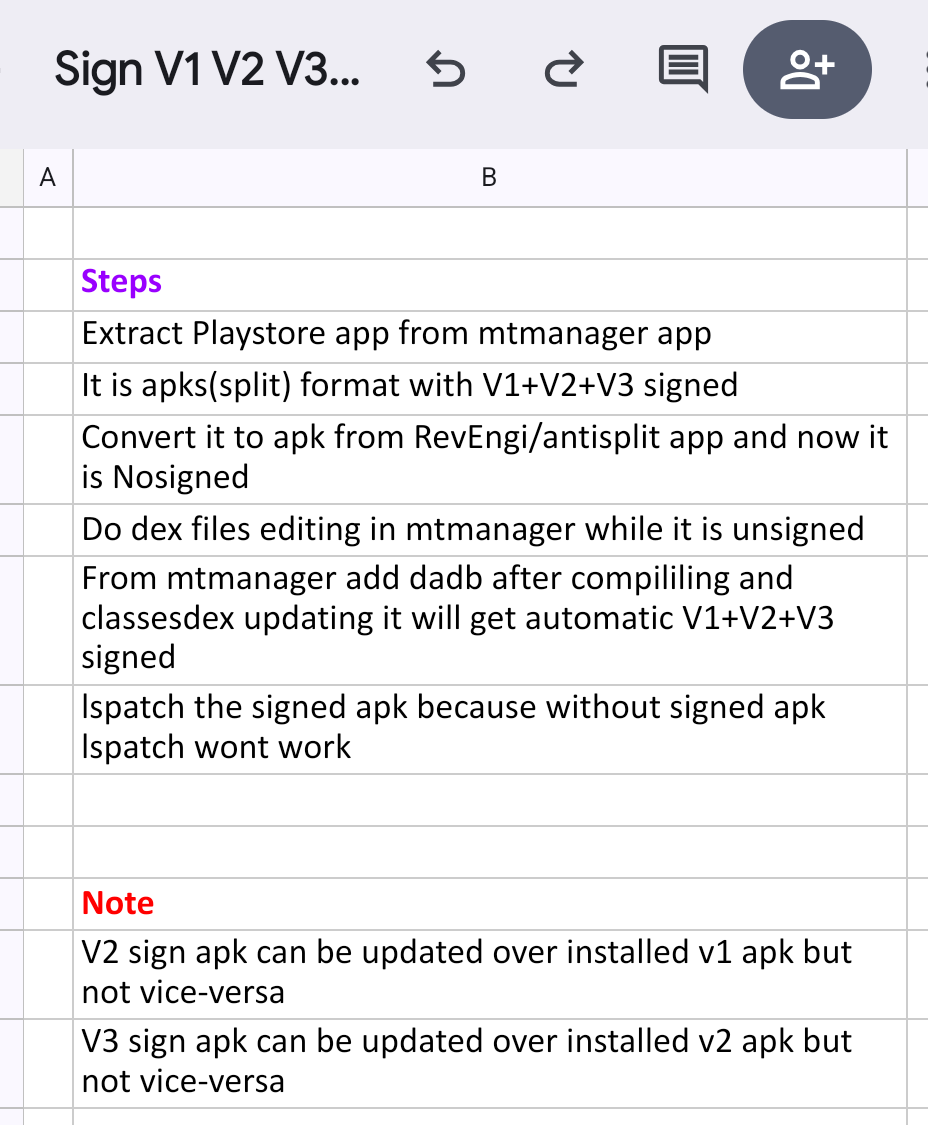 Sign V1 V2 V3...
A
B
Steps
Extract Playstore app from mtmanager app
It is apks(split) format with V1+V2+V3 signed
Convert it to apk from RevEngi/antisplit app and now it
is Nosigned
Do dex files editing in mtmanager while it is unsigned
From mtmanager add dadb after compililing and
classesdex updating it will get automatic V1+V2+V3
signed
lspatch the signed apk because without signed apk
lspatch wont work
Note
V2 sign apk can be updated over installed v1 apk but
not vice-versa
V3 sign apk can be updated over installed v2 apk but
not vice-versa